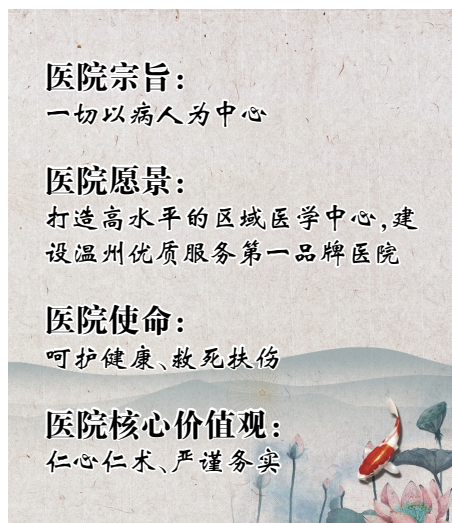 医院宗旨：
一切以病人为中心
医院愿景：
打造高水平的区域医学中心，建
设温州优质服务第一品牌医院
医院使命：
呵护健康、救死扶伤
医院核心价值观：
仁心仁术、严谨务实